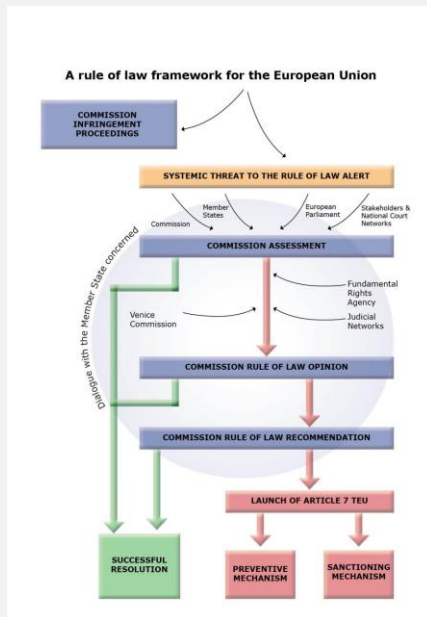 A rule of law framework for the European Union
COMMISSION
INFRINGEMENT
PROCEEDINGS
SYSTEMIC THREAT TO THE RULE OF LAW ALERT
Commission
Member
States
European
Parliament
Stakeholders &
National Court
Networks
COMMISSION ASSESSMENT
Dialogue with the Member State concerned
Fundamental
Rights
Agency
Venice
Commission
Judicial
Networks
COMMISSION RULE OF LAW OPINION
COMMISSION RULE OF LAW RECOMMENDATION
LAUNCH OF ARTICLE 7 TEU
SUCCESSFUL
RESOLUTION
PREVENTIVE
MECHANISM
SANCTIONING
MECHANISM